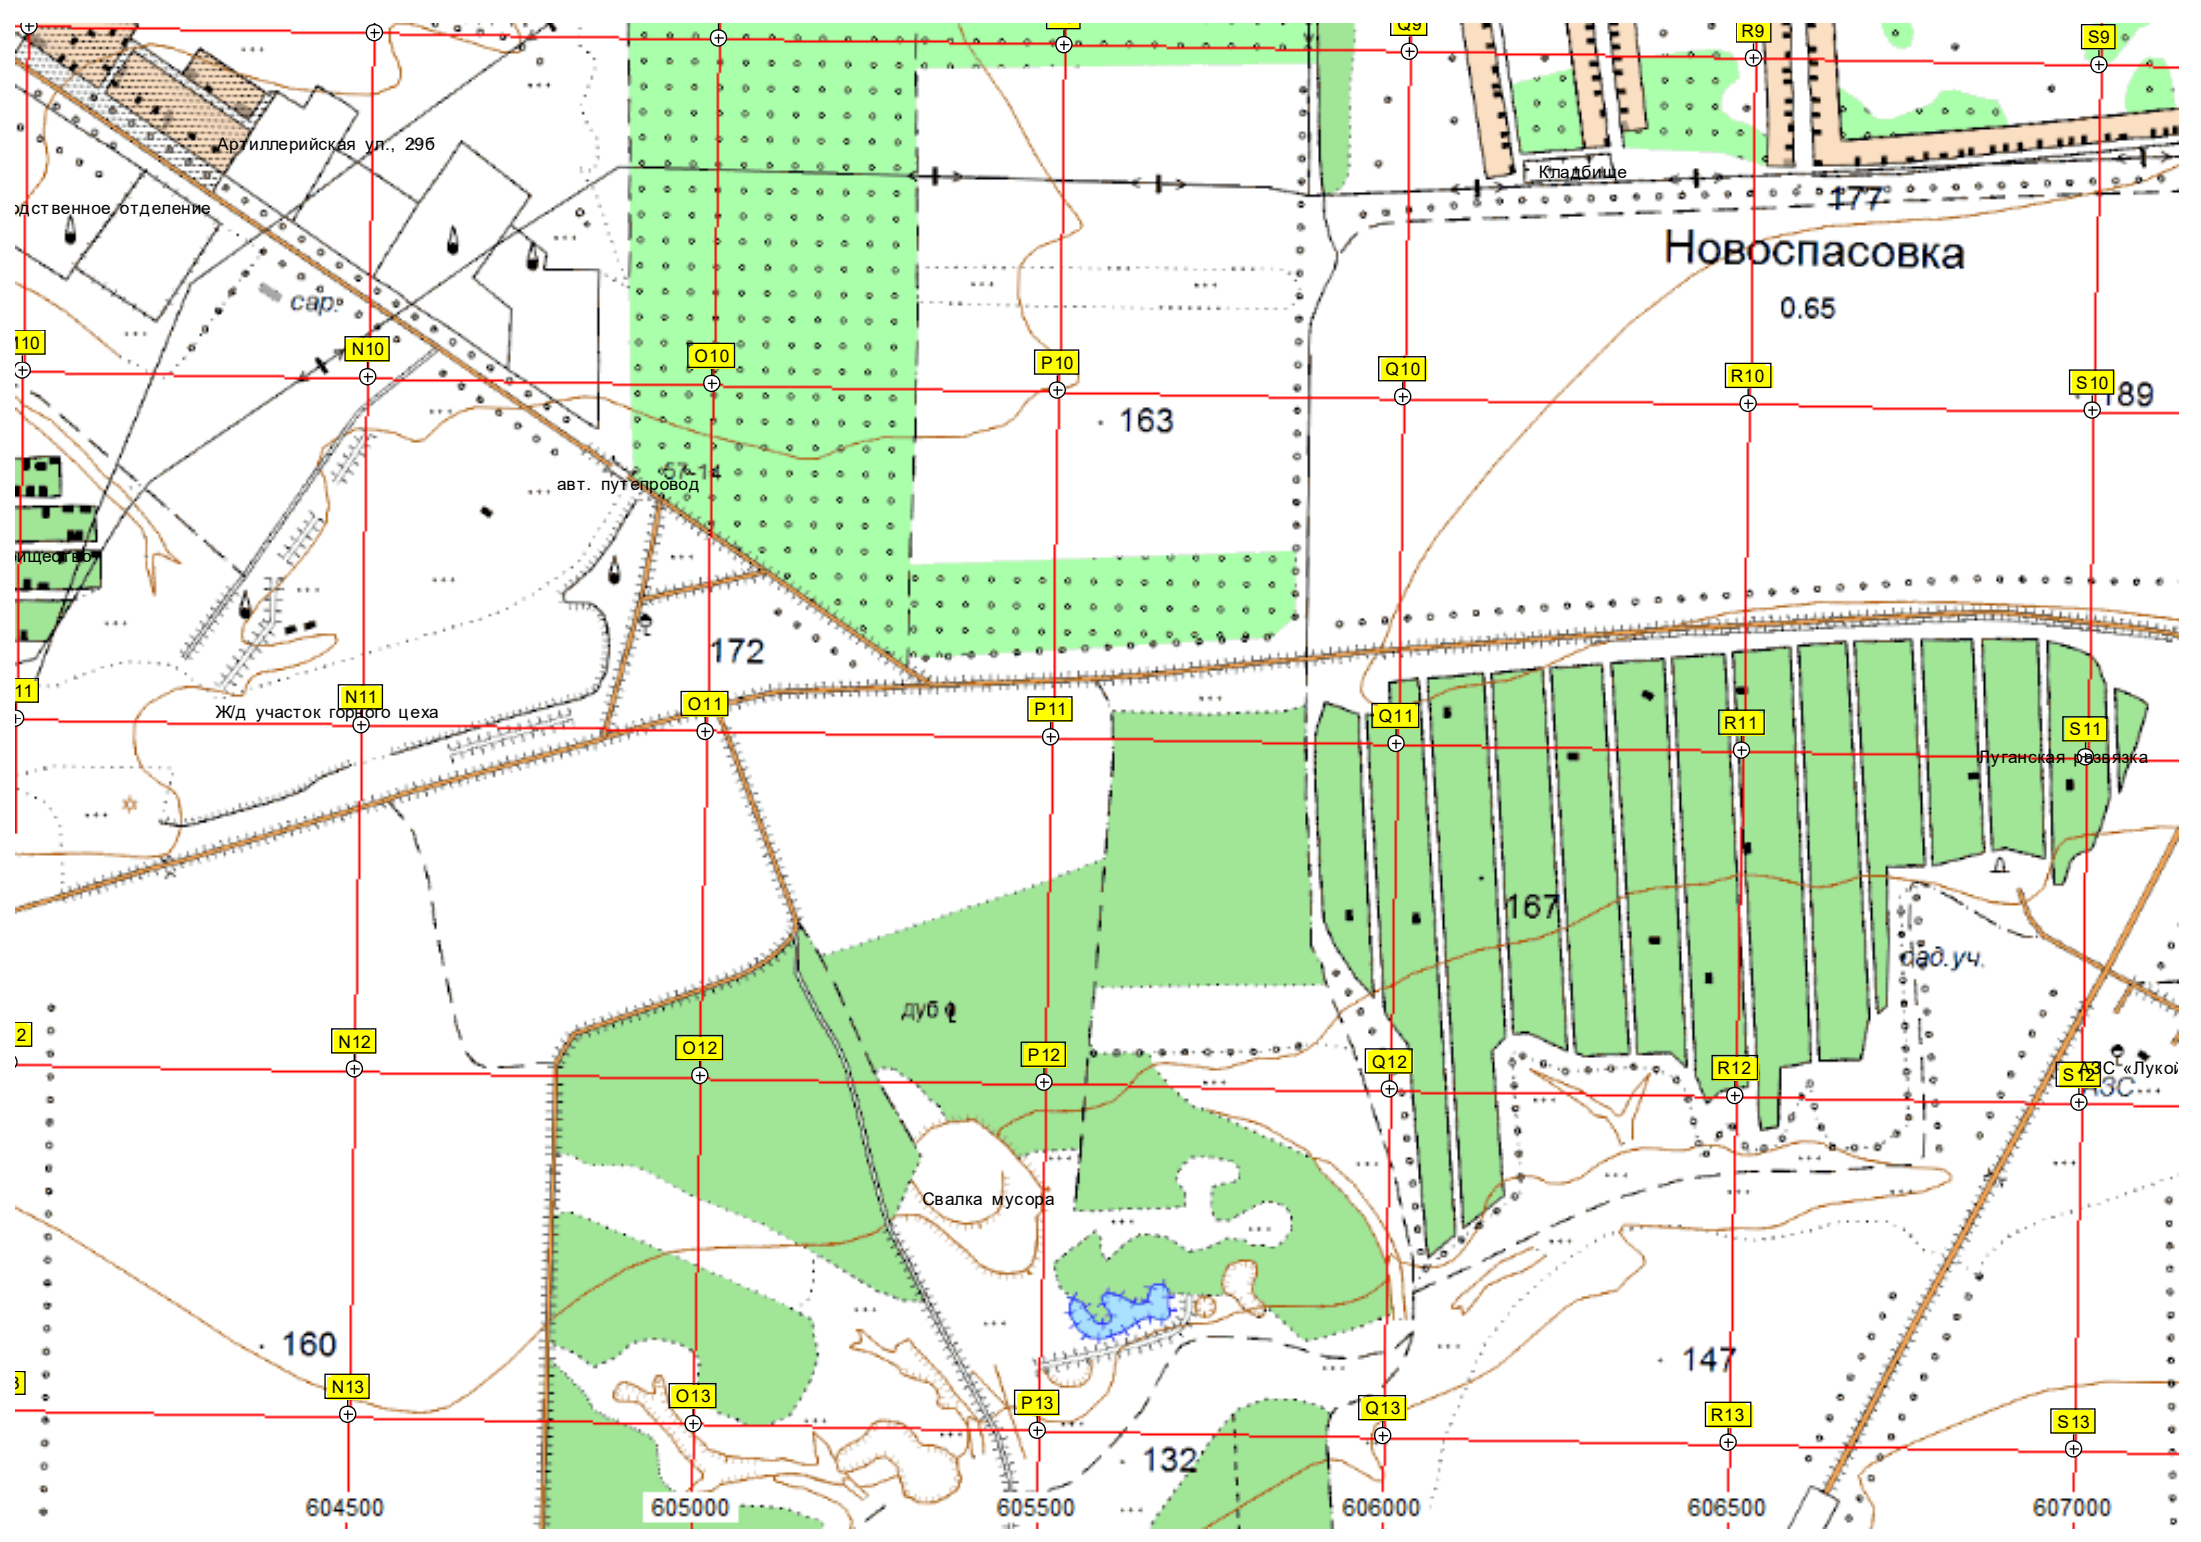 Q9
R9
S9
Артиллерийская ул., 29б
Кладбище
177
одственное отделение
Новоспасовка
0.65
сар.
N10
O10
P10
Q10
R10
S10
189
163
57-14
авт. путепровод
172
11
N11
O11
P11
Q11
R11
S11
Ж/д участок горного цеха
Луганская развязка
167
дуб
N12
O12
P12
Q12
R12
S12
АЗС «Лукой
АЗС
Свалка мусора
160
147
N13
O13
P13
Q13
R13
S13
132
604500
605000
605500
606000
606500
607000